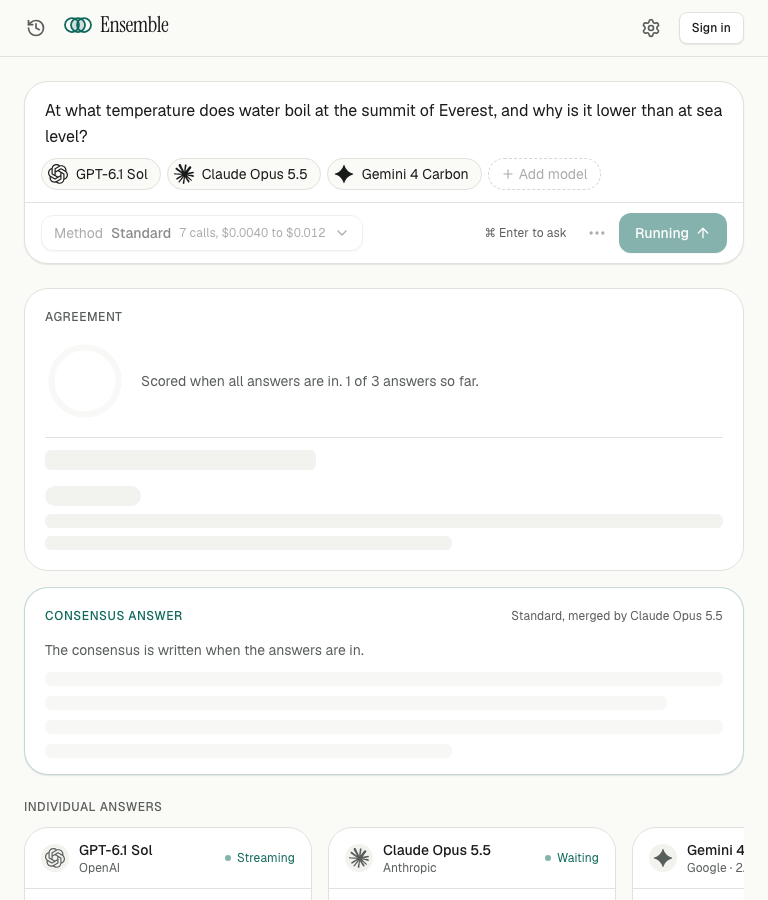 Ensemble
Sign in
At what temperature does water boil at the summit of Everest, and why is it lower than at sea
level?
GPT-6.1 Sol
Claude Opus 5.5
Gemini 4 Carbon
+ Add model
Method Standard 7 calls, $0.0040 to $0.012
⌘ Enter to ask
Running
AGREEMENT
Scored when all answers are in. 1 of 3 answers so far.
CONSENSUS ANSWER
Standard, merged by Claude Opus 5.5
The consensus is written when the answers are in.
INDIVIDUAL ANSWERS
GPT-6.1 Sol
Streaming
OpenAI
Claude Opus 5.5
Waiting
Anthropic
Gemini 4
Google · 2.